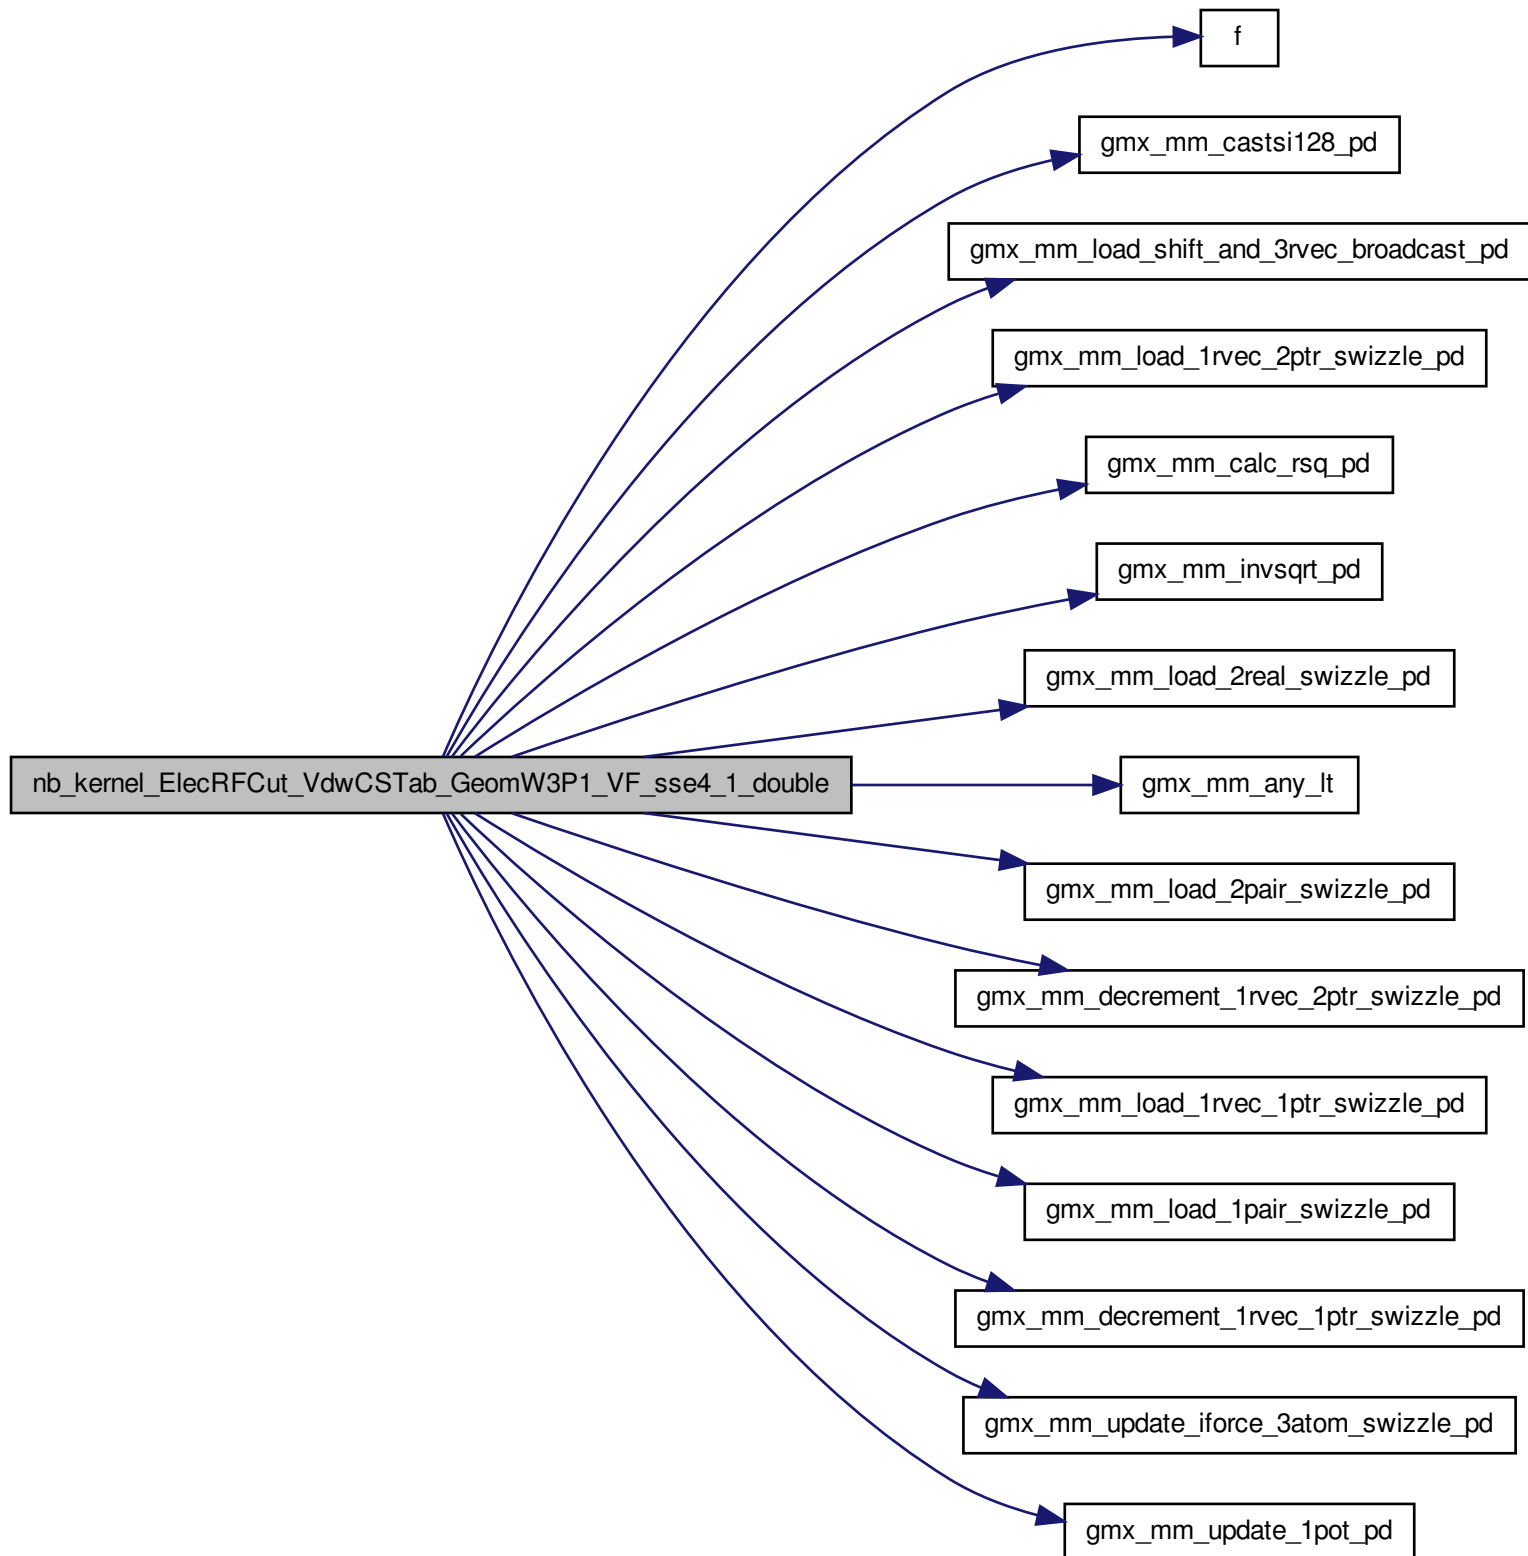 f
gmx_mm_castsi128_pd
gmx_mm_load_shift_and_3rvec_broadcast_pd
gmx_mm_load_1rvec_2ptr_swizzle_pd
gmx_mm_calc_rsq_pd
gmx_mm_invsqrt_pd
gmx_mm_load_2real_swizzle_pd
nb_kernel_ElecRFCut_VdwCSTab_GeomW3P1_VF_sse4_1_double
gmx_mm_any_lt
gmx_mm_load_2pair_swizzle_pd
gmx_mm_decrement_1rvec_2ptr_swizzle_pd
gmx_mm_load_1rvec_1ptr_swizzle_pd
gmx_mm_load_1pair_swizzle_pd
gmx_mm_decrement_1rvec_1ptr_swizzle_pd
gmx_mm_update_iforce_3atom_swizzle_pd
gmx_mm_update_1pot_pd